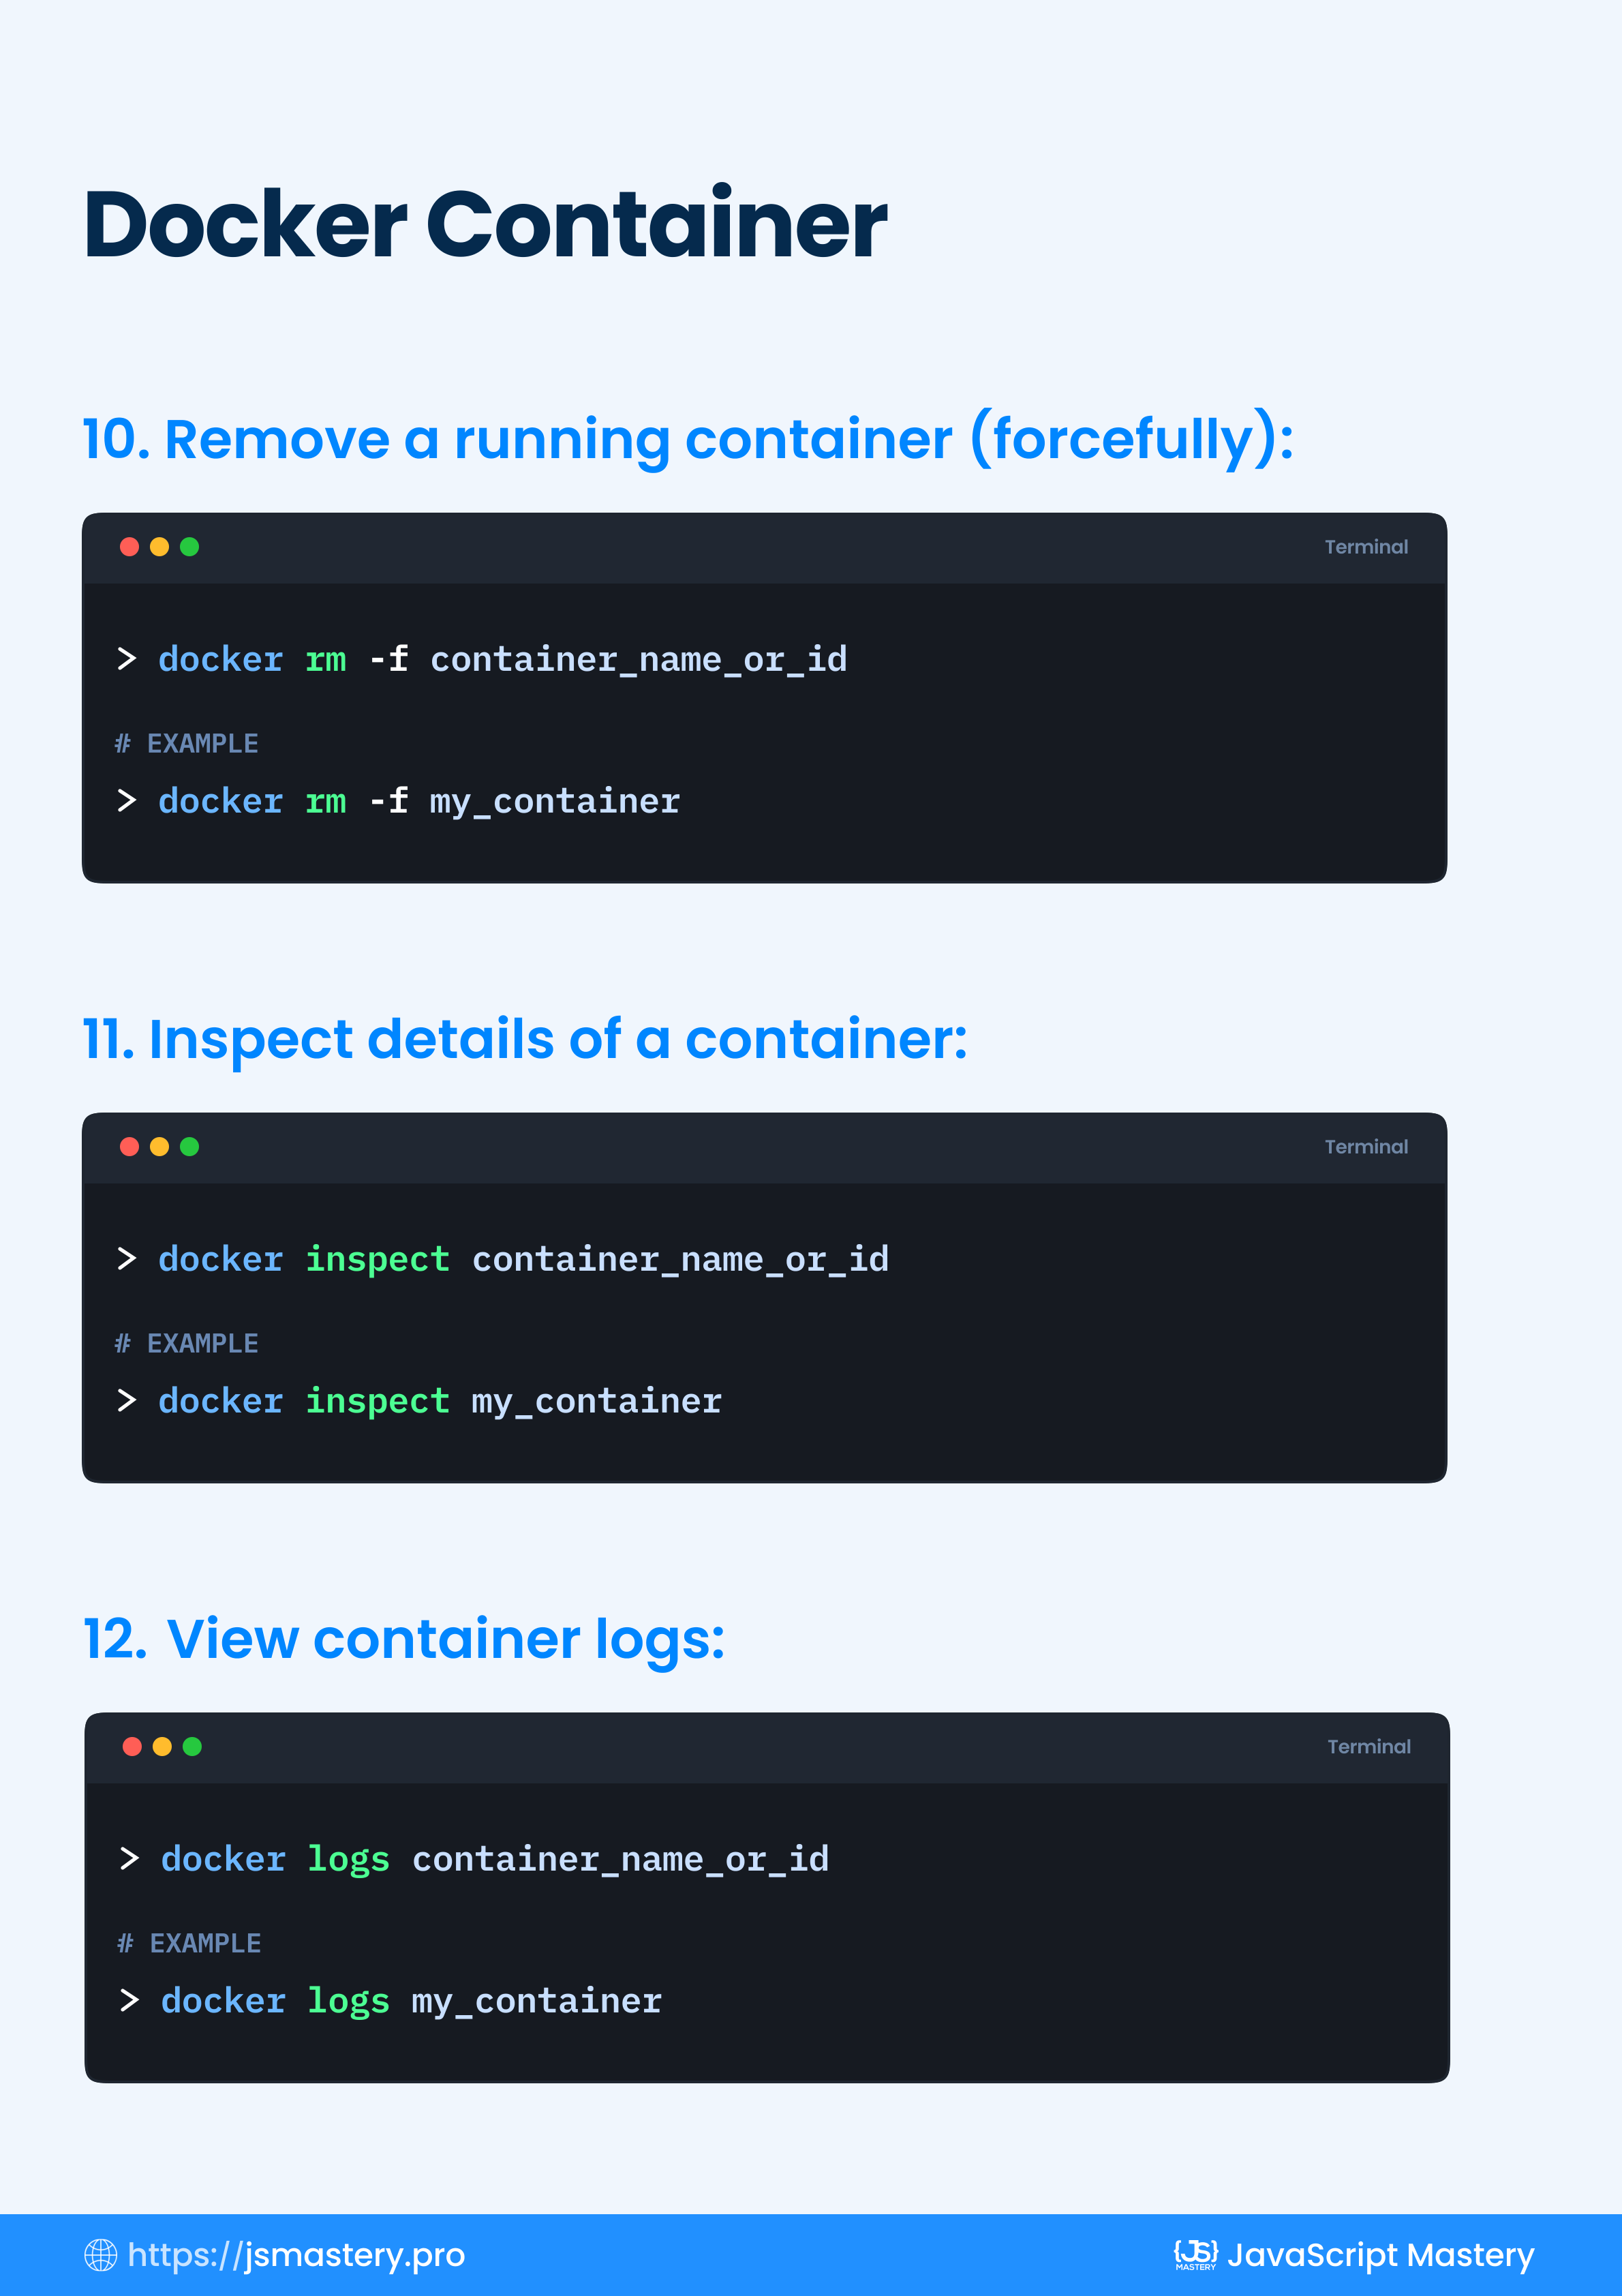 Docker Container
10. Remove a running container (forcefully):
Terminal
> docker rm -f container_name_or_id
# EXAMPLE
> docker rm -f my_container
11. Inspect details of a container:
Terminal
> docker inspect container_name_or_id
# EXAMPLE
> docker inspect my_container
12. View container logs:
Terminal
> docker logs container_name_or_id
# EXAMPLE
> docker logs my_container
https://jsmastery.pro
{JS} MASTERY JavaScript Mastery